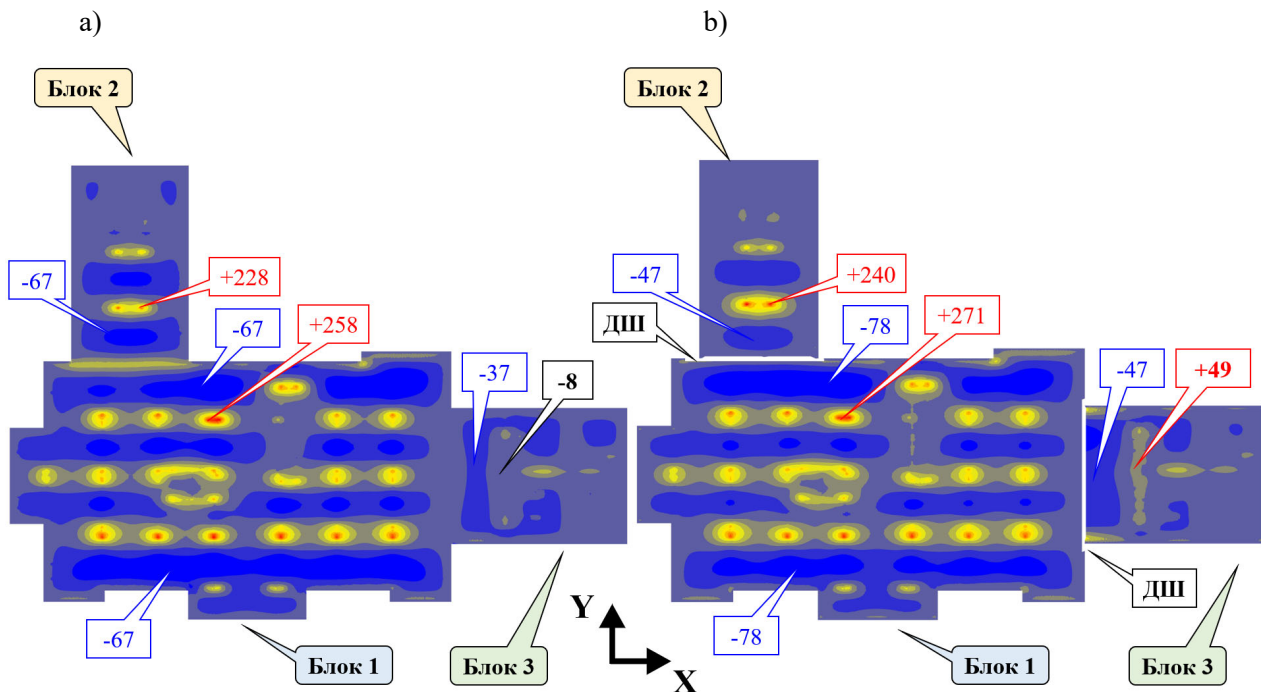 a)
b)
Блок 2
Блок 2
-67
+228
-67
+258
-37
-8
-67
Блок 1
Блок 3
Y
X
-47
+240
ДШ
-78
+271
-47
+49
-78
ДШ
Блок 1
Блок 3